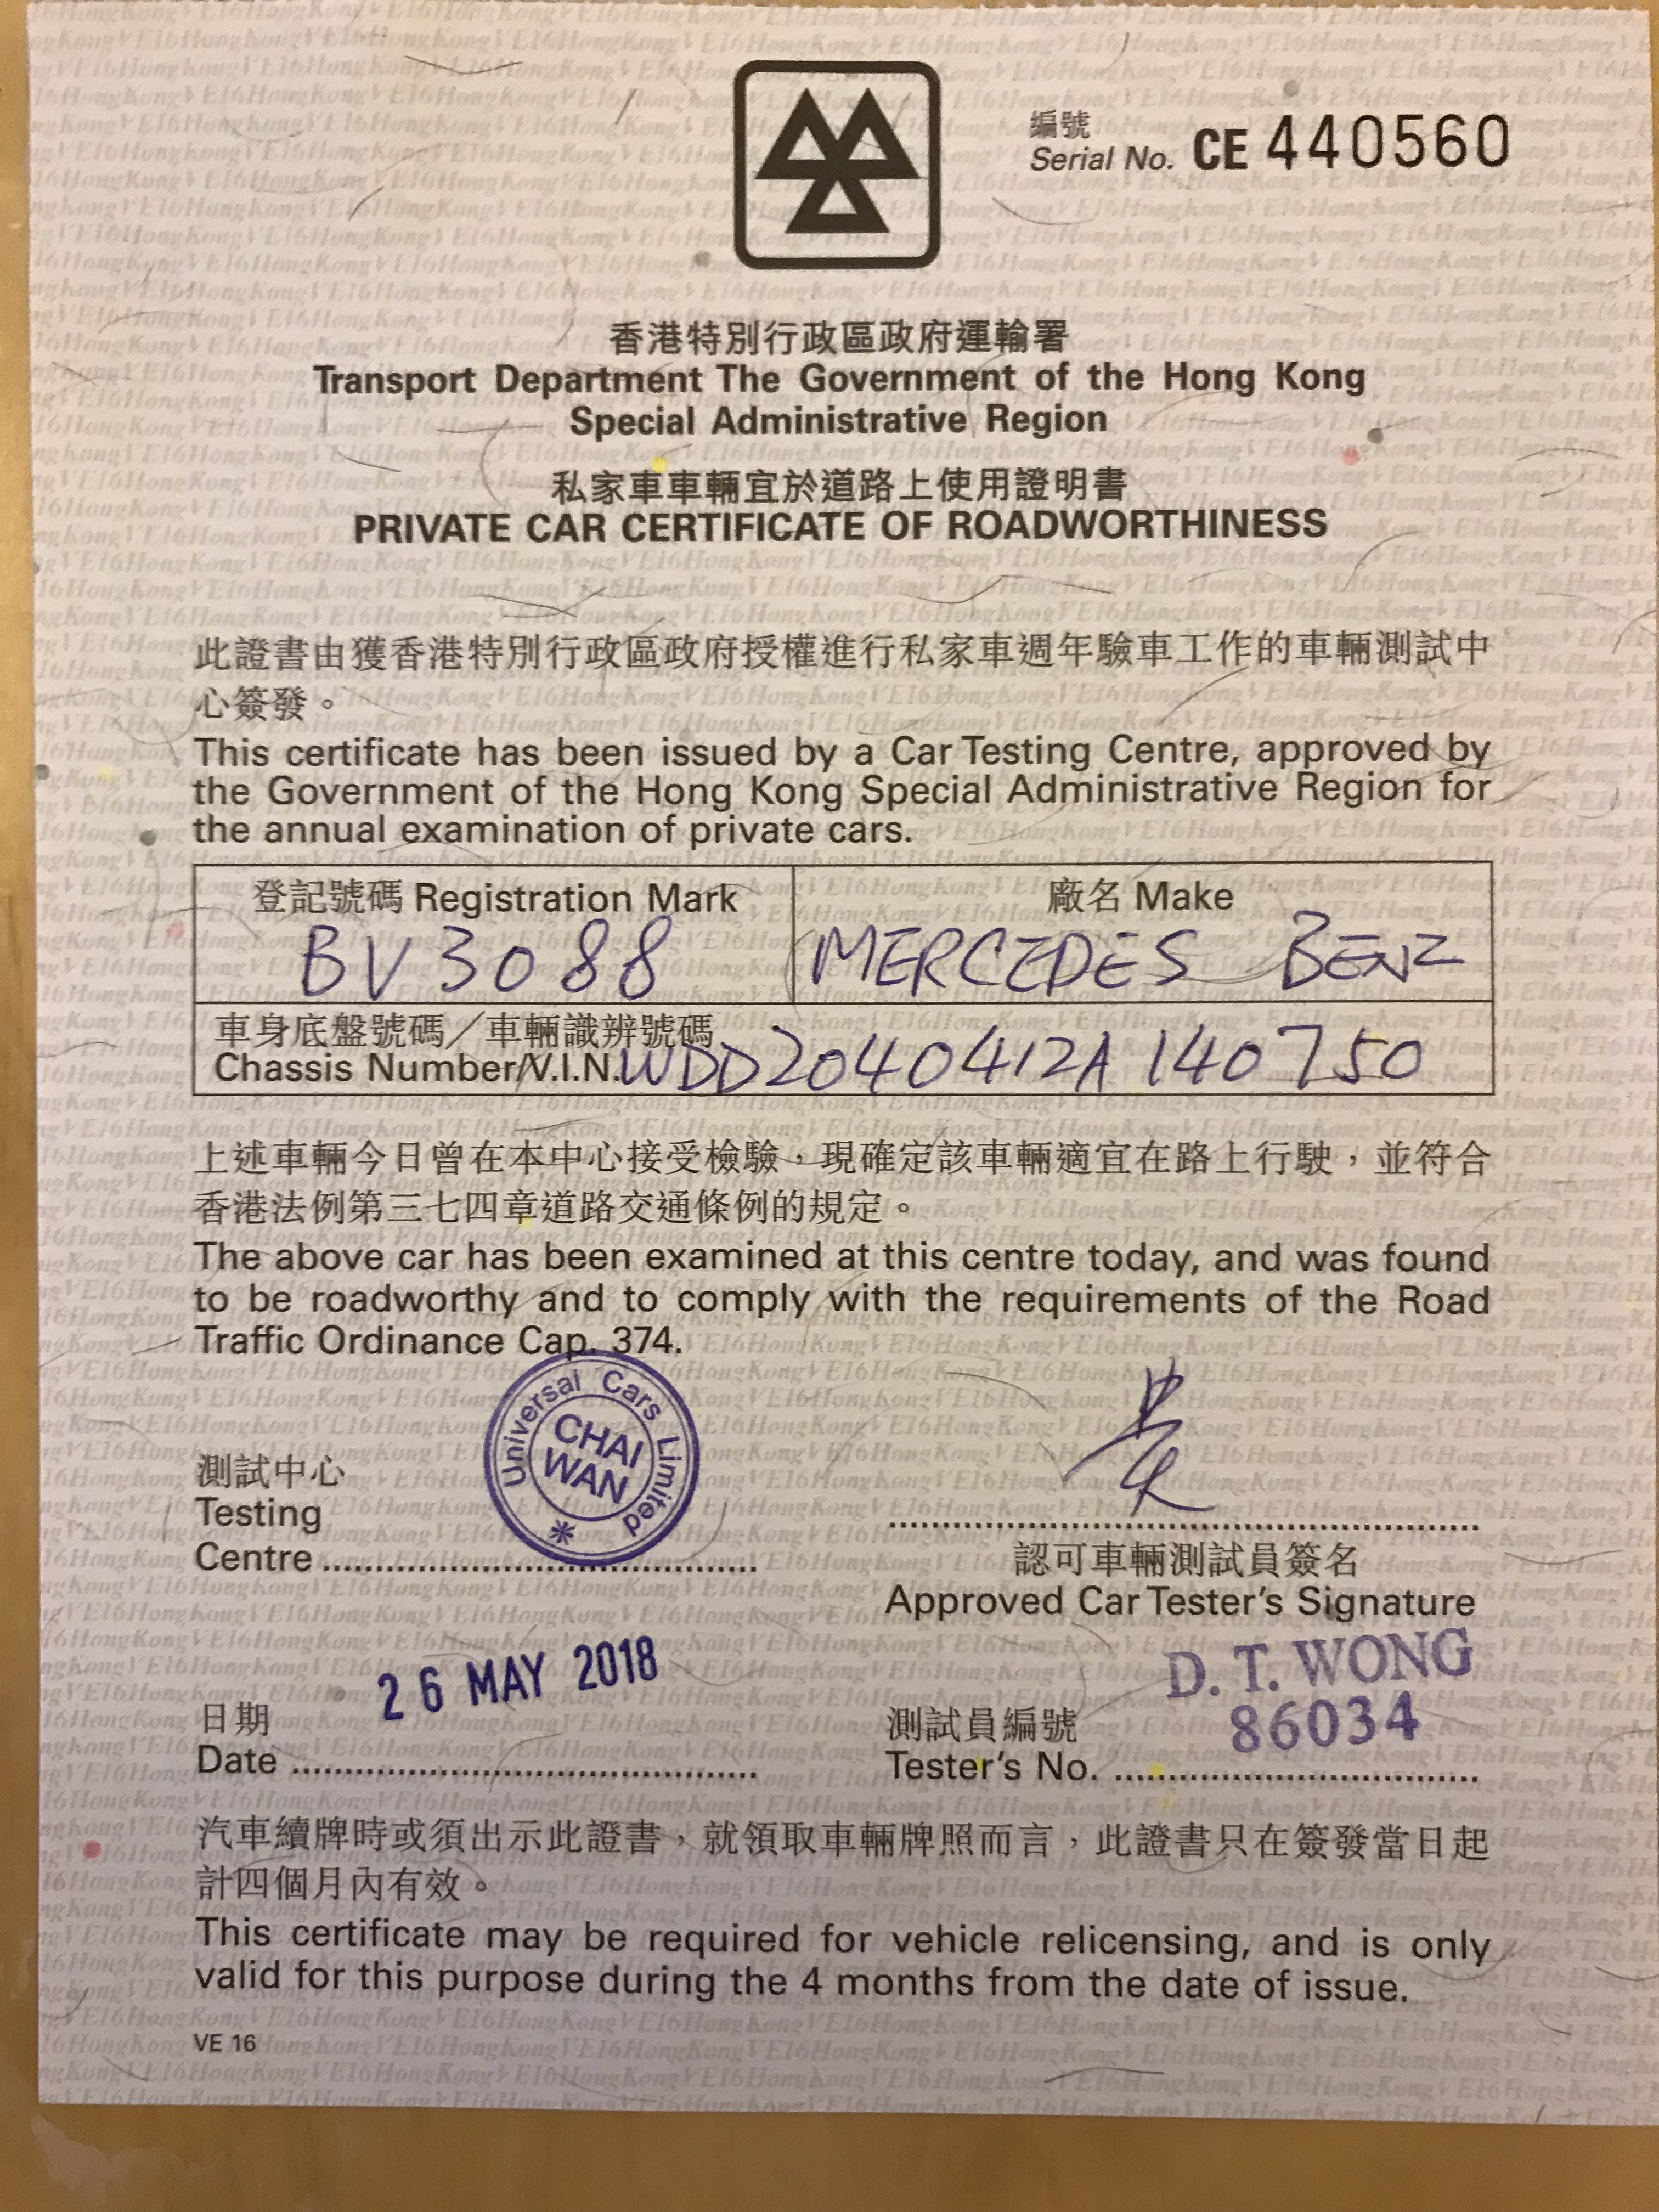 編號
Serial No. CE 440560
香港特別行政區政府運輸署
Transport Department The Government of the Hong Kong
Special Administrative Region
私家車車輛宜於道路上使用證明書
PRIVATE CAR CERTIFICATE OF ROADWORTHINESS
此證書由獲香港特別行政區政府授權進行私家車週年驗車工作的車輛測試中
心簽發。
This certificate has been issued by a Car Testing Centre, approved by
the Government of the Hong Kong Special Administrative Region for
the annual examination of private cars.
登記號碼 Registration Mark
BV 3088
廠名 Make
MERCEDES BENZ
車身底盤號碼／車輛識辨號碼
Chassis Number/V.I.N. WDD2040412A140750
上述車輛今日曾在本中心接受檢驗，現確定該車輛適宜在路上行駛，並符合
香港法例第三七四章道路交通條例的規定。
The above car has been examined at this centre today, and was found
to be roadworthy and to comply with the requirements of the Road
Traffic Ordinance Cap. 374.
測試中心
Testing
Centre
Universal Cars Limited
CHAI
WAN
認可車輛測試員簽名
Approved Car Tester's Signature
日期
Date 26 MAY 2018
D. T. WONG
測試員編號
Tester's No. 86034
汽車續牌時或須出示此證書，就領取車輛牌照而言，此證書只在簽發當日起
計四個月內有效。
This certificate may be required for vehicle relicensing, and is only
valid for this purpose during the 4 months from the date of issue.
VE 16